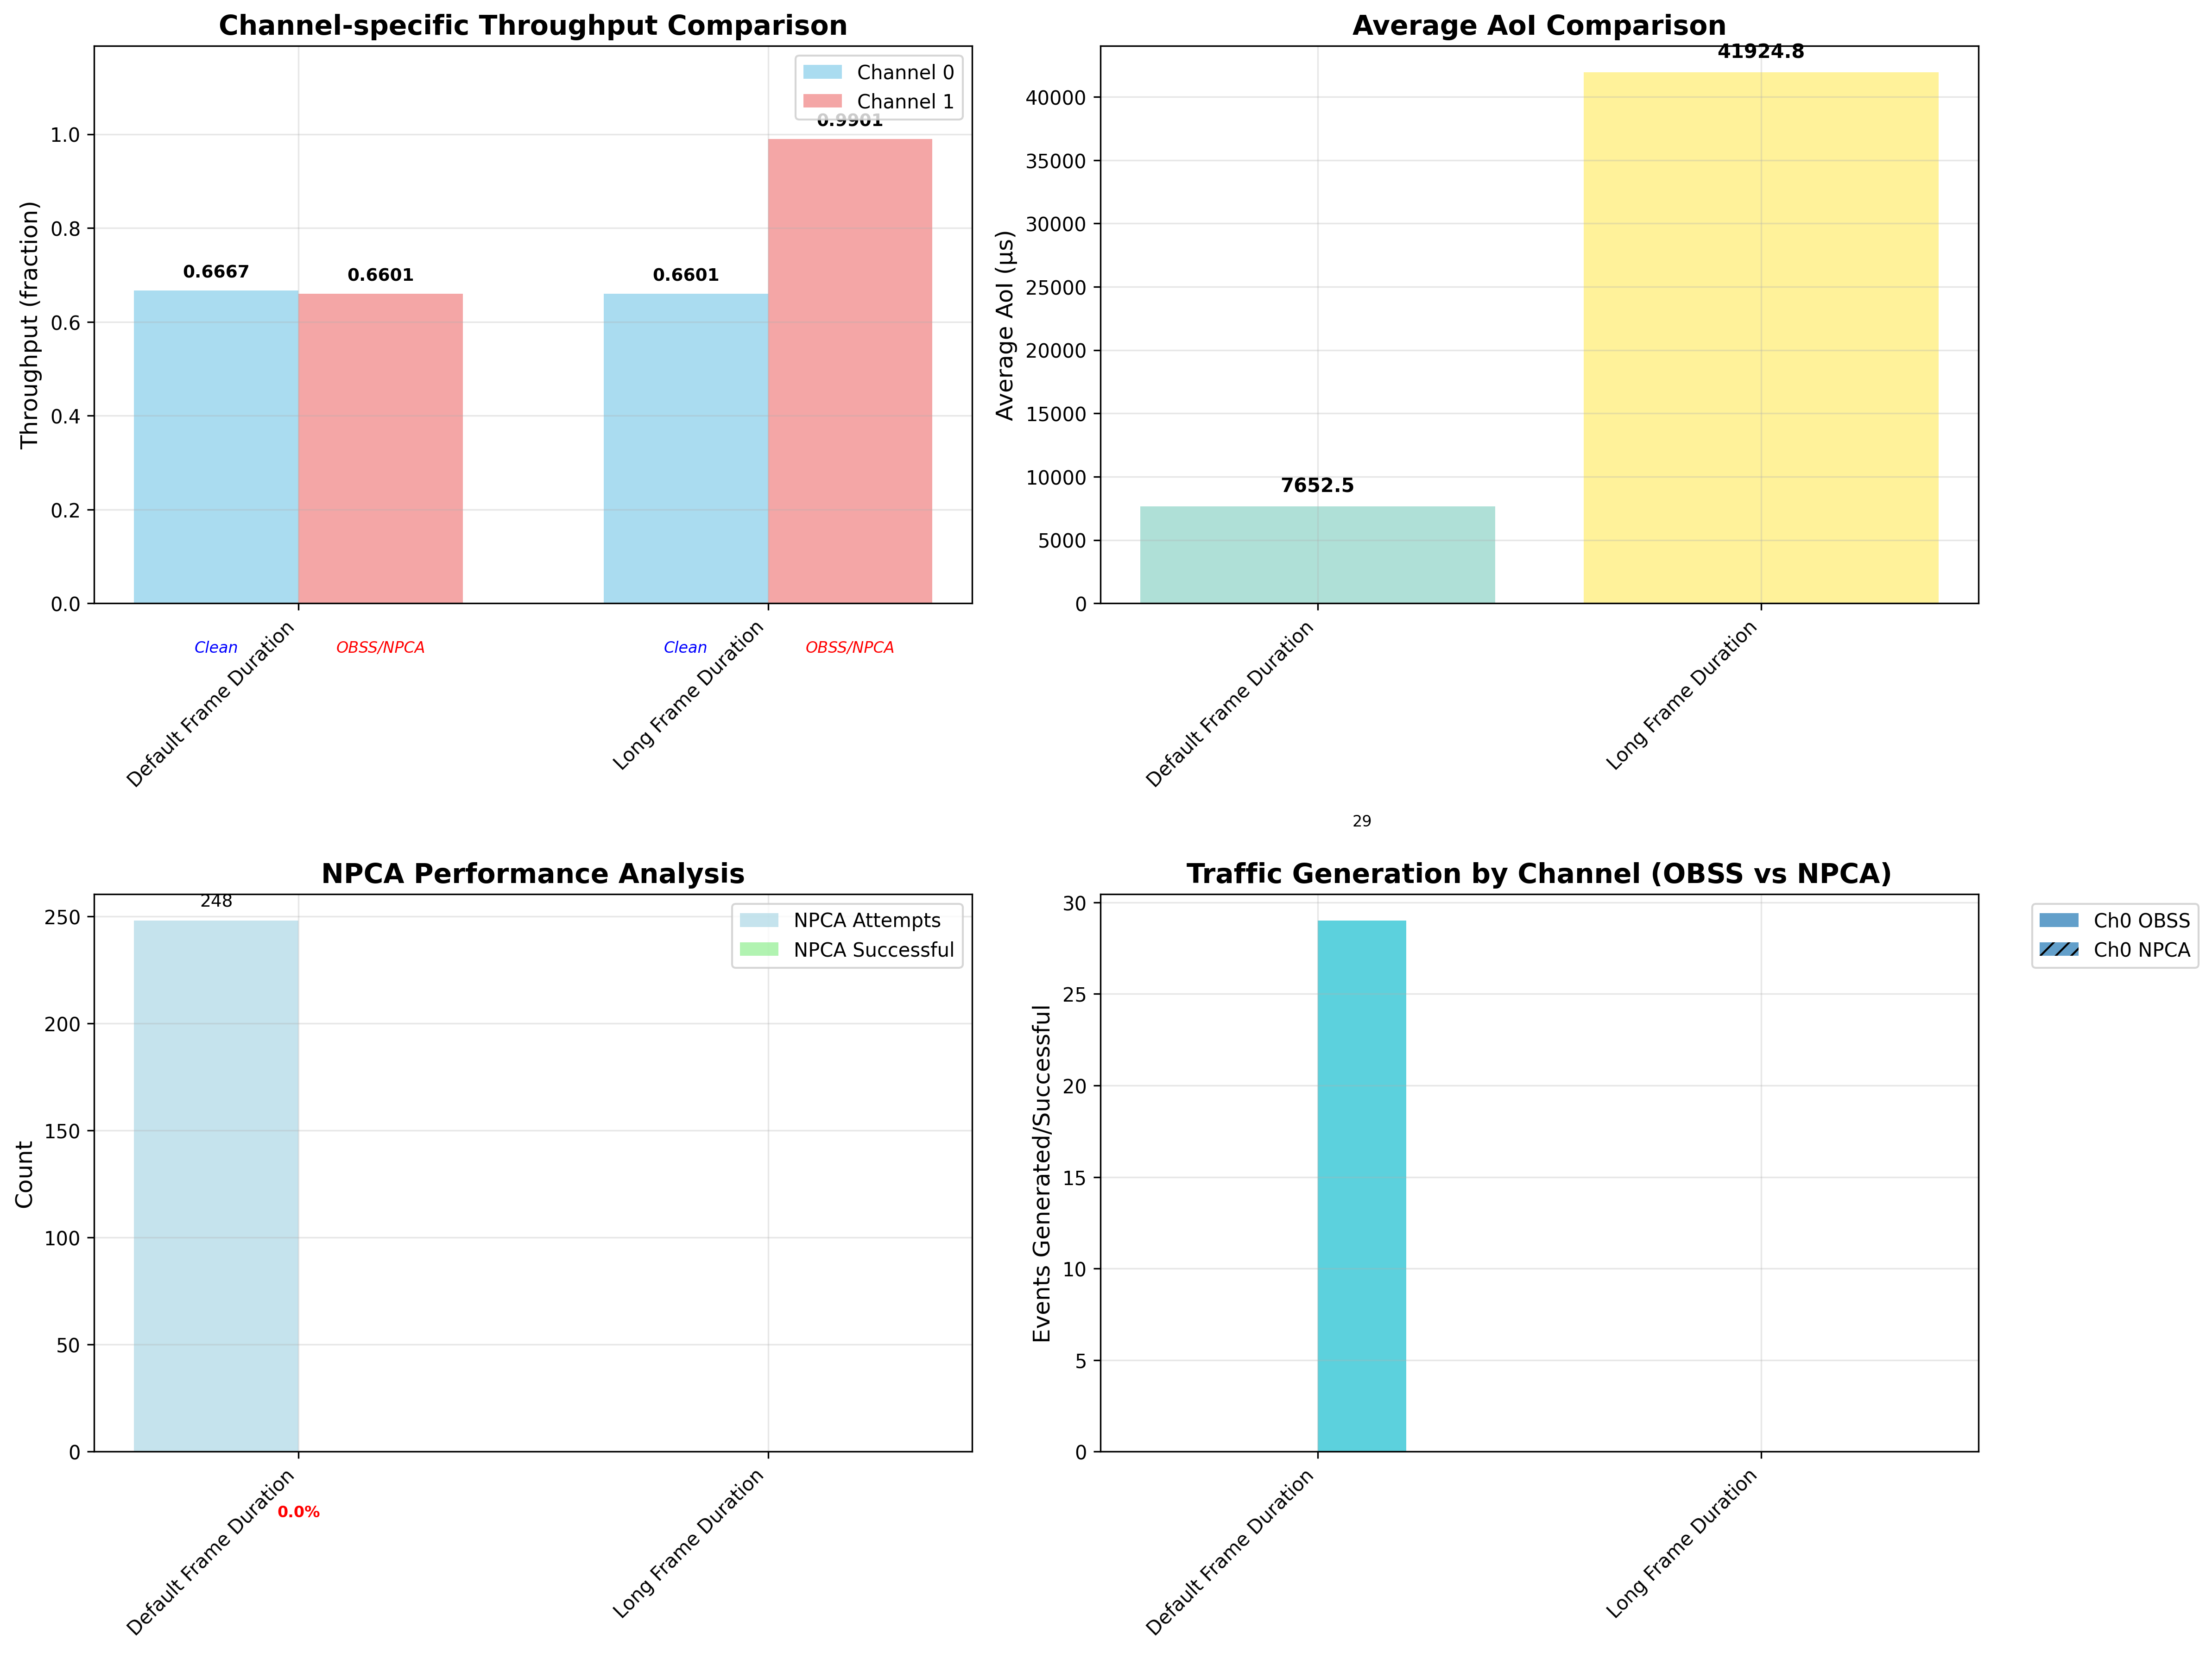 Channel-specific Throughput Comparison
Throughput (fraction)
1.0
0.8
0.6
0.4
0.2
0.0
Channel 0
Channel 1
0.6667
0.6601
0.6601
0.9901
Clean
OBSS/NPCA
Clean
OBSS/NPCA
Default Frame Duration
Long Frame Duration
Average AoI Comparison
Average AoI (μs)
40000
35000
30000
25000
20000
15000
10000
5000
0
7652.5
41924.8
Default Frame Duration
Long Frame Duration
NPCA Performance Analysis
Count
250
200
150
100
50
0
248
NPCA Attempts
NPCA Successful
0.0%
Default Frame Duration
Long Frame Duration
29
Traffic Generation by Channel (OBSS vs NPCA)
Events Generated/Successful
30
25
20
15
10
5
0
Ch0 OBSS
Ch0 NPCA
Default Frame Duration
Long Frame Duration